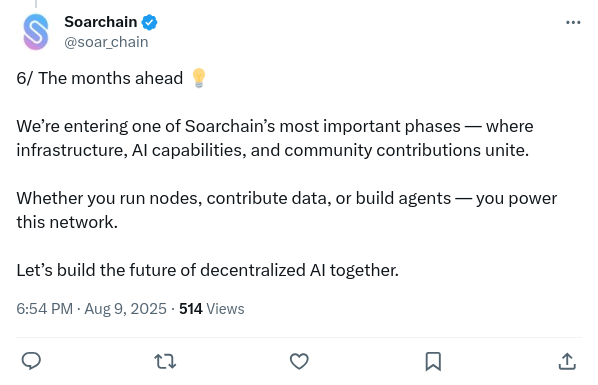 Soarchain
@soar_chain
6/ The months ahead 💡
We’re entering one of Soarchain’s most important phases — where
infrastructure, AI capabilities, and community contributions unite.
Whether you run nodes, contribute data, or build agents — you power
this network.
Let’s build the future of decentralized AI together.
6:54 PM · Aug 9, 2025 · 514 Views